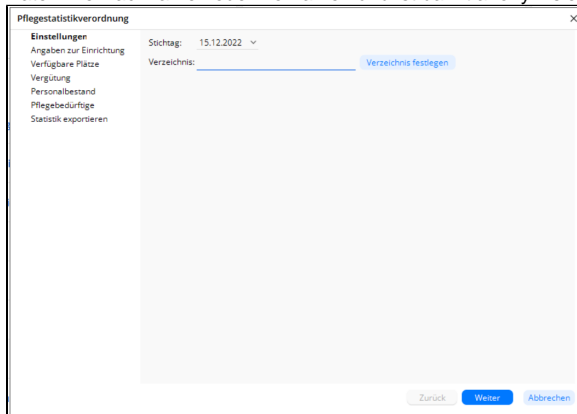 Pflegestatistikverordnung
Einstellungen
Angaben zur Einrichtung
Verfügbare Plätze
Vergütung
Personalbestand
Pflegebedürftige
Statistik exportieren
Stichtag: 15.12.2022
Verzeichnis: Verzeichnis festlegen
Zurück Weiter Abbrechen